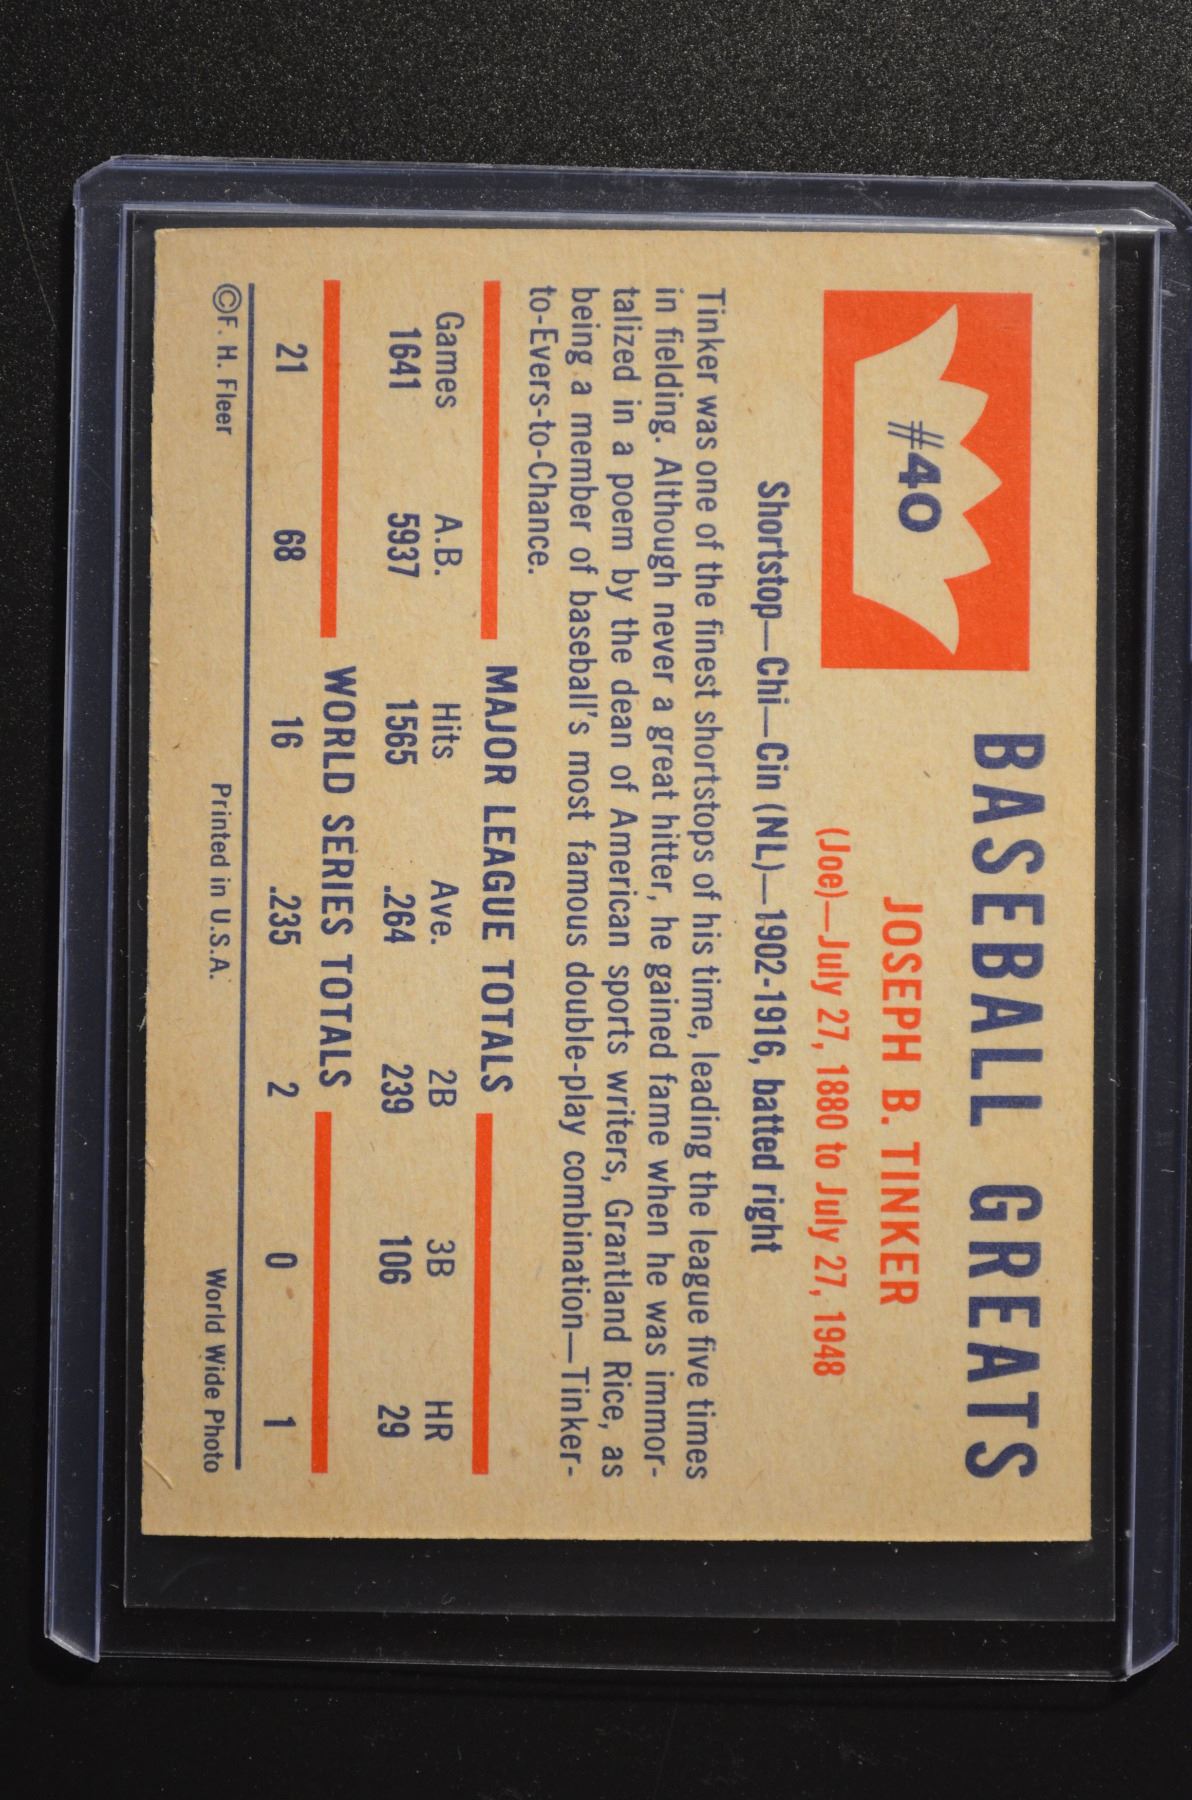 #40
BASEBALL GREATS
JOSEPH B. TINKER
(Joe)—July 27, 1880 to July 27, 1948
Shortstop—Chi—Cin (NL)—1902-1916, batted right
Tinker was one of the finest shortstops of his time, leading the league five times
in fielding. Although never a great hitter, he gained fame when he was immor-
talized in a poem by the dean of American sports writers, Grantland Rice, as
being a member of baseball's most famous double-play combination—Tinker-
to-Evers-to-Chance.
MAJOR LEAGUE TOTALS
Games A.B. Hits Ave. 2B 3B HR
1641 5937 1565 .264 239 106 29
WORLD SERIES TOTALS
21 68 16 .235 2 0 1
©F. H. Fleer Printed in U.S.A. World Wide Photo